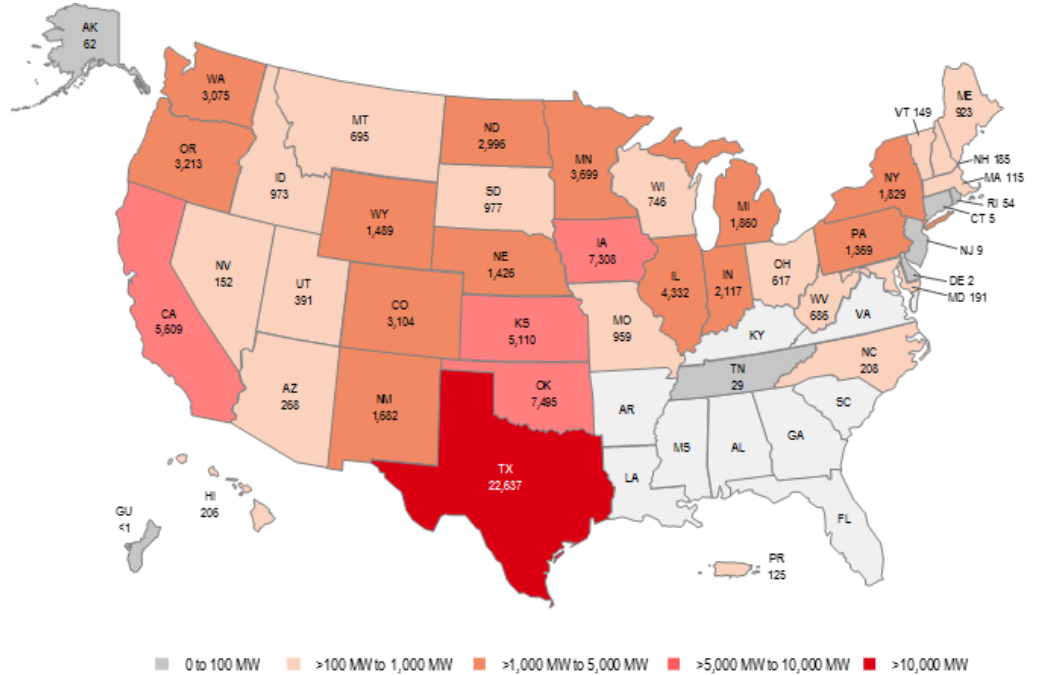 AK
62
WA
3,075
MT
695
ND
2,996
MN
3,699
VT 149
ME
923
OR
3,213
ID
973
SD
977
WI
746
NY
1,829
NH 185
MA 115
RI 54
CT 5
WY
1,489
MI
1,860
PA
1,369
NJ 9
IA
7,308
NE
1,426
NV
152
UT
391
OH
617
IL
4,332
IN
2,117
DE 2
MD 191
WV
686
CA
5,609
CO
3,104
KS
5,110
MO
959
VA
KY
NC
208
TN
29
AZ
268
NM
1,682
OK
7,495
AR
SC
MS
AL
GA
TX
22,637
LA
HI
206
GU
<1
FL
PR
125
0 to 100 MW
>100 MW to 1,000 MW
>1,000 MW to 5,000 MW
>5,000 MW to 10,000 MW
>10,000 MW